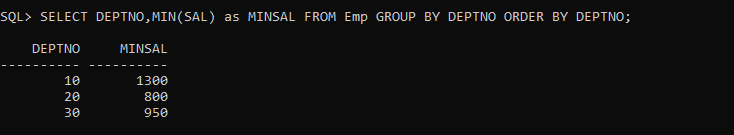 SQL> SELECT DEPTNO,MIN(SAL) as MINSAL FROM Emp GROUP BY DEPTNO ORDER BY DEPTNO;
    DEPTNO     MINSAL
---------- ----------
        10       1300
        20        800
        30        950